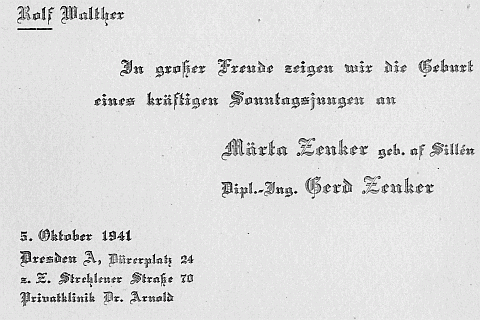 Rolf Walther
In großer Freude zeigen wir die Geburt
eines kräftigen Sonntagsjungen an
Märta Zenker geb. af Sillén
Dipl.-Ing. Gerd Zenker
5. Oktober 1941
Dresden A, Dürerplatz 24
z. Z. Strehlener Straße 70
Privatklinik Dr. Arnold